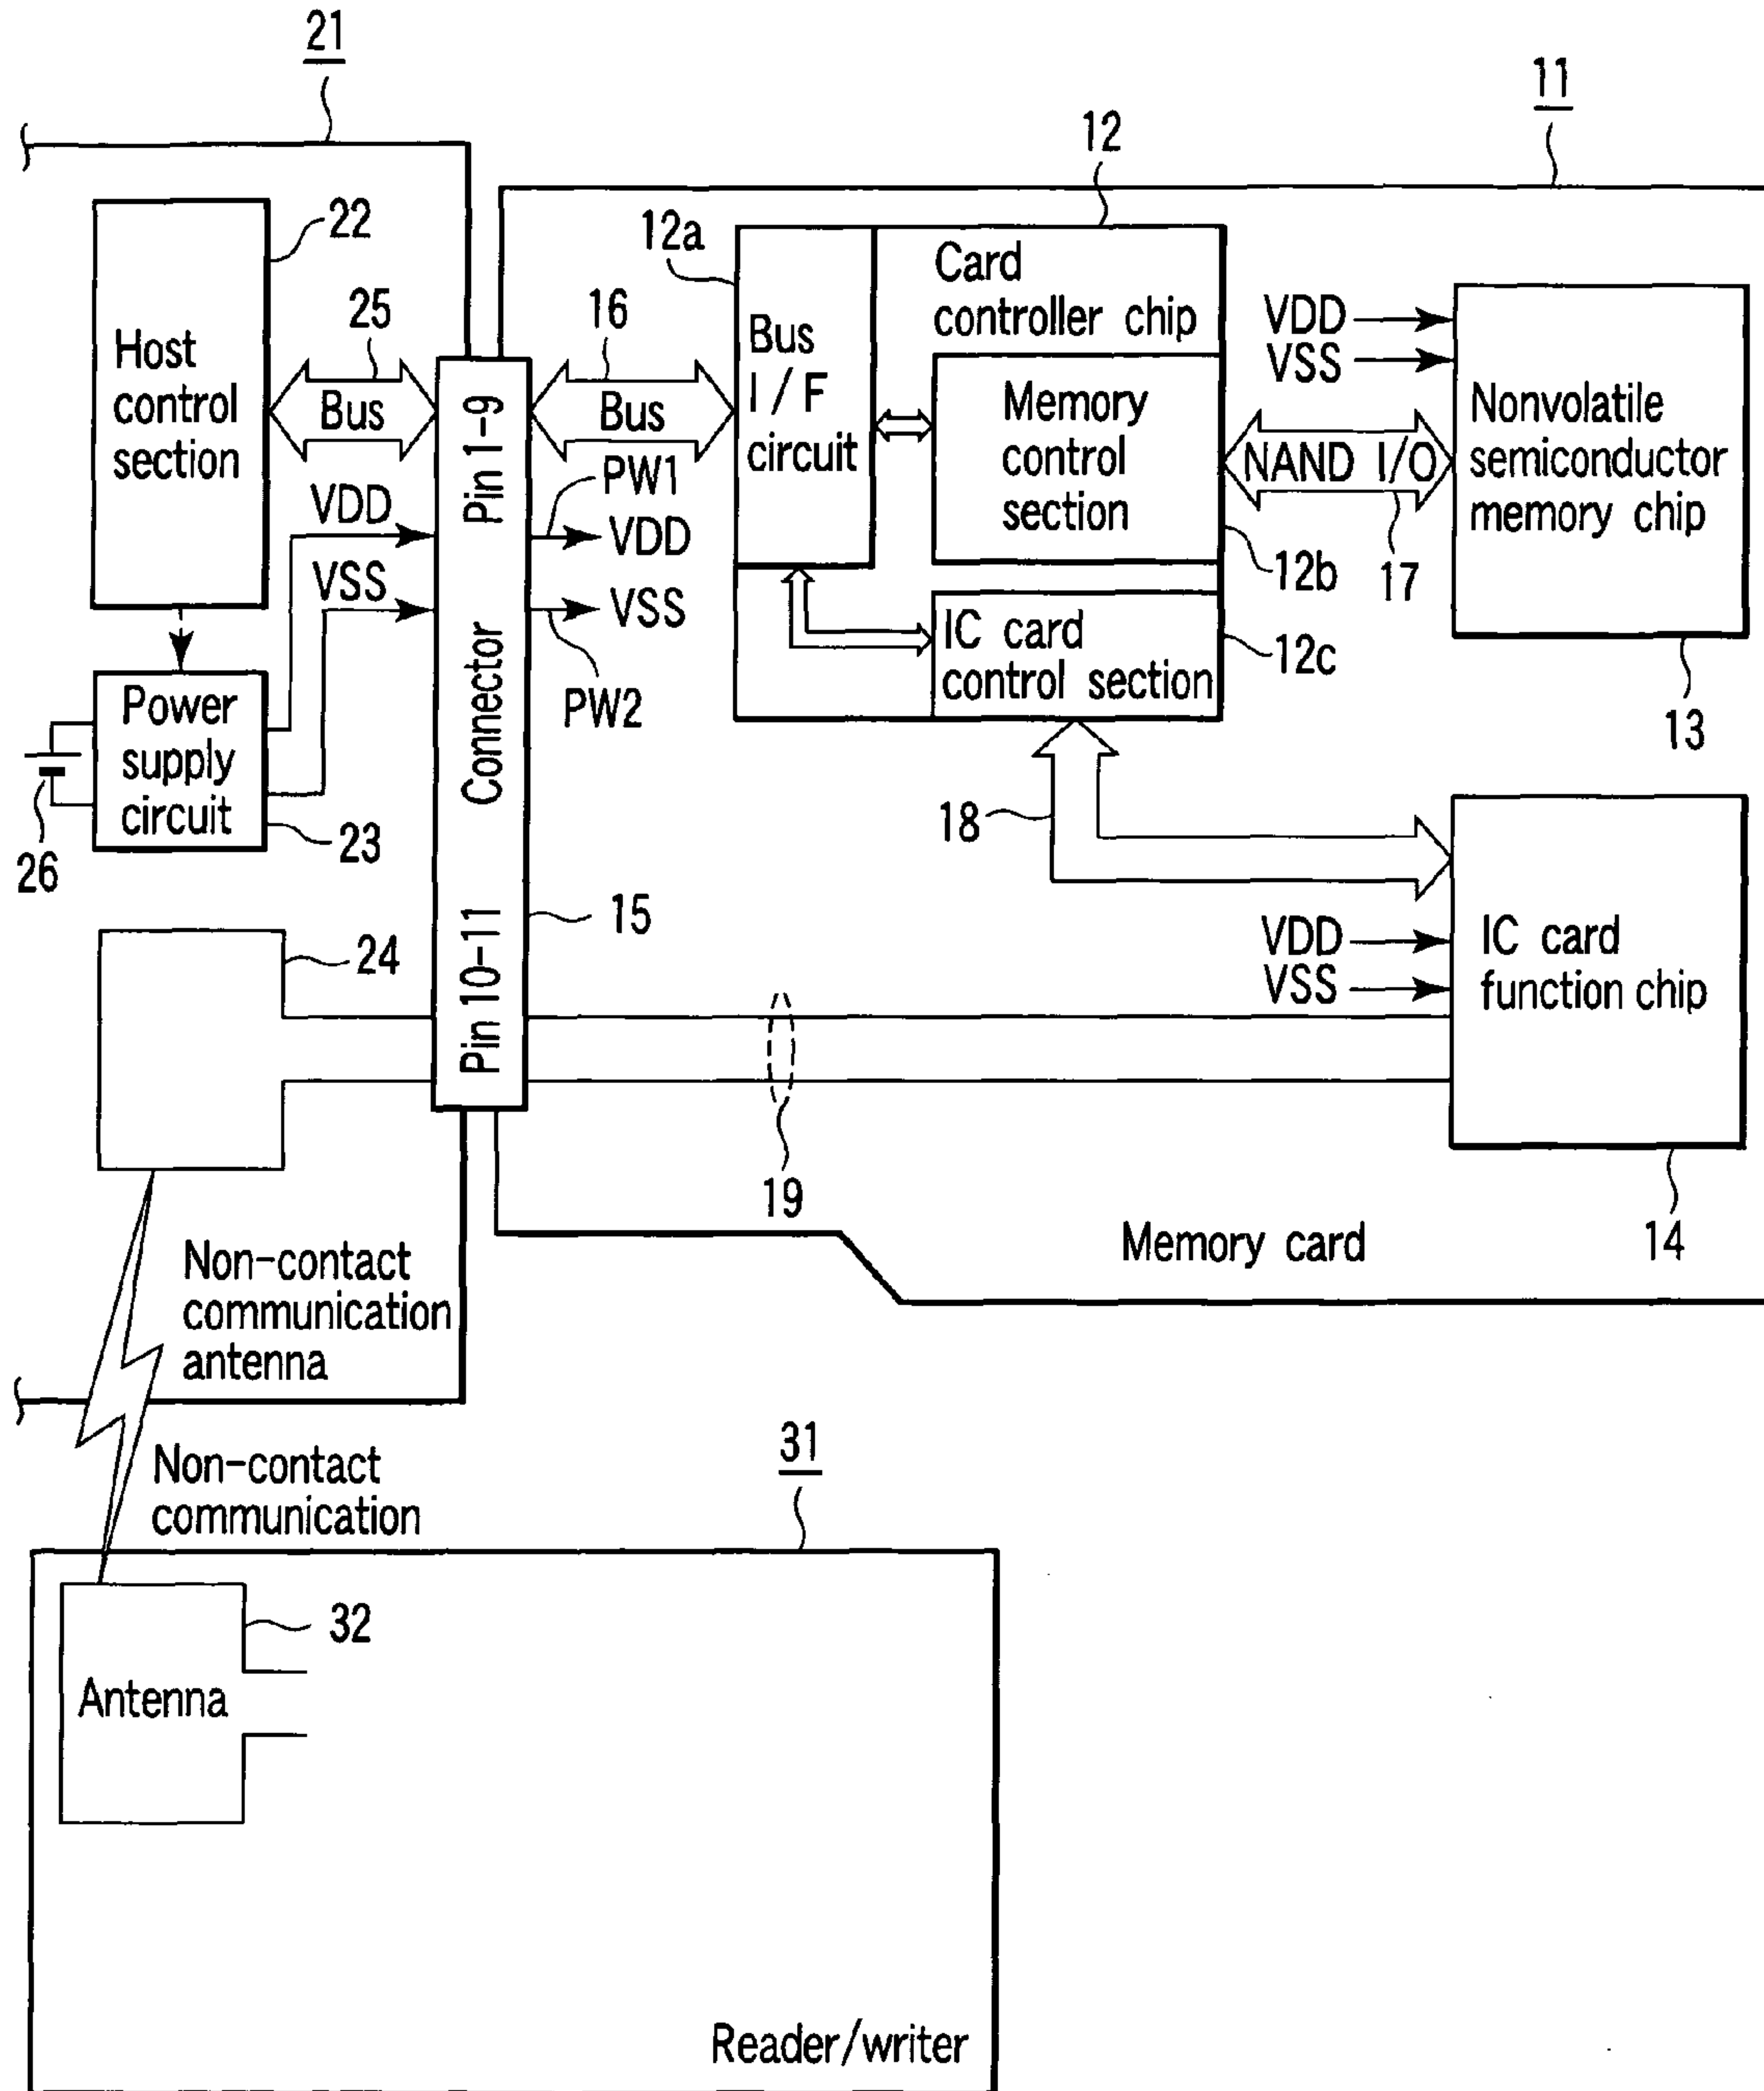 21
11
12
22
12a
Card
controller chip
25
16
VDD
VSS
Host
control
section
Bus
Bus
Bus
I/F
circuit
Memory
control
section
NAND I/O
Nonvolatile
semiconductor
memory chip
Pin 1-9
PW1
VDD
VDD
VSS
VSS
12b
17
IC card
control section
12c
PW2
13
Power
supply
circuit
Connector
26
23
18
15
24
Pin 10-11
VDD
VSS
IC card
function chip
19
14
Memory card
Non-contact
communication
antenna
31
Non-contact
communication
32
Antenna
Reader/writer